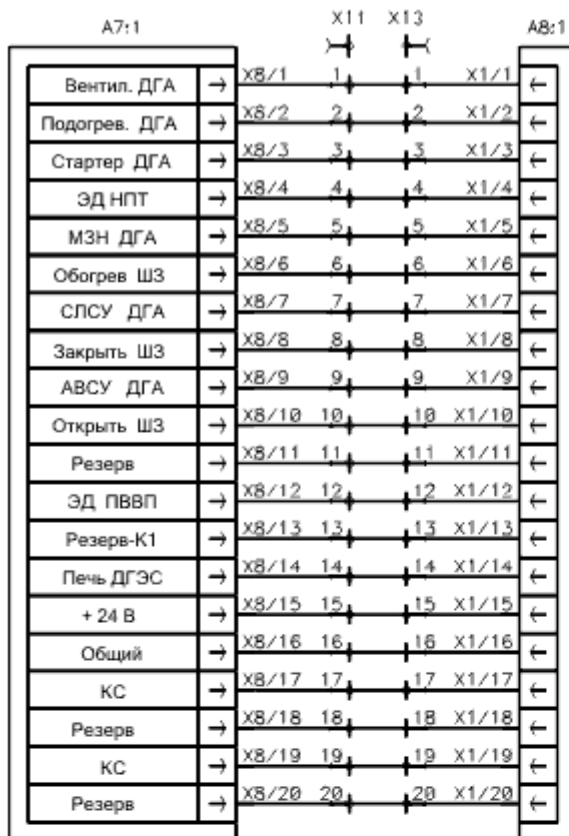 X11 X13
A7:1 A8:1
Вентил. ДГА X8/1 1 1 X1/1
Подогрев. ДГА X8/2 2 2 X1/2
Стартер ДГА X8/3 3 3 X1/3
ЭД НПТ X8/4 4 4 X1/4
МЗН ДГА X8/5 5 5 X1/5
Обогрев ШЗ X8/6 6 6 X1/6
СЛСУ ДГА X8/7 7 7 X1/7
Закрыть ШЗ X8/8 8 8 X1/8
АВСУ ДГА X8/9 9 9 X1/9
Открыть ШЗ X8/10 10 10 X1/10
Резерв X8/11 11 11 X1/11
ЭД ПВВП X8/12 12 12 X1/12
Резерв-К1 X8/13 13 13 X1/13
Печь ДГЭС X8/14 14 14 X1/14
+ 24 В X8/15 15 15 X1/15
Общий X8/16 16 16 X1/16
КС X8/17 17 17 X1/17
Резерв X8/18 18 18 X1/18
КС X8/19 19 19 X1/19
Резерв X8/20 20 20 X1/20